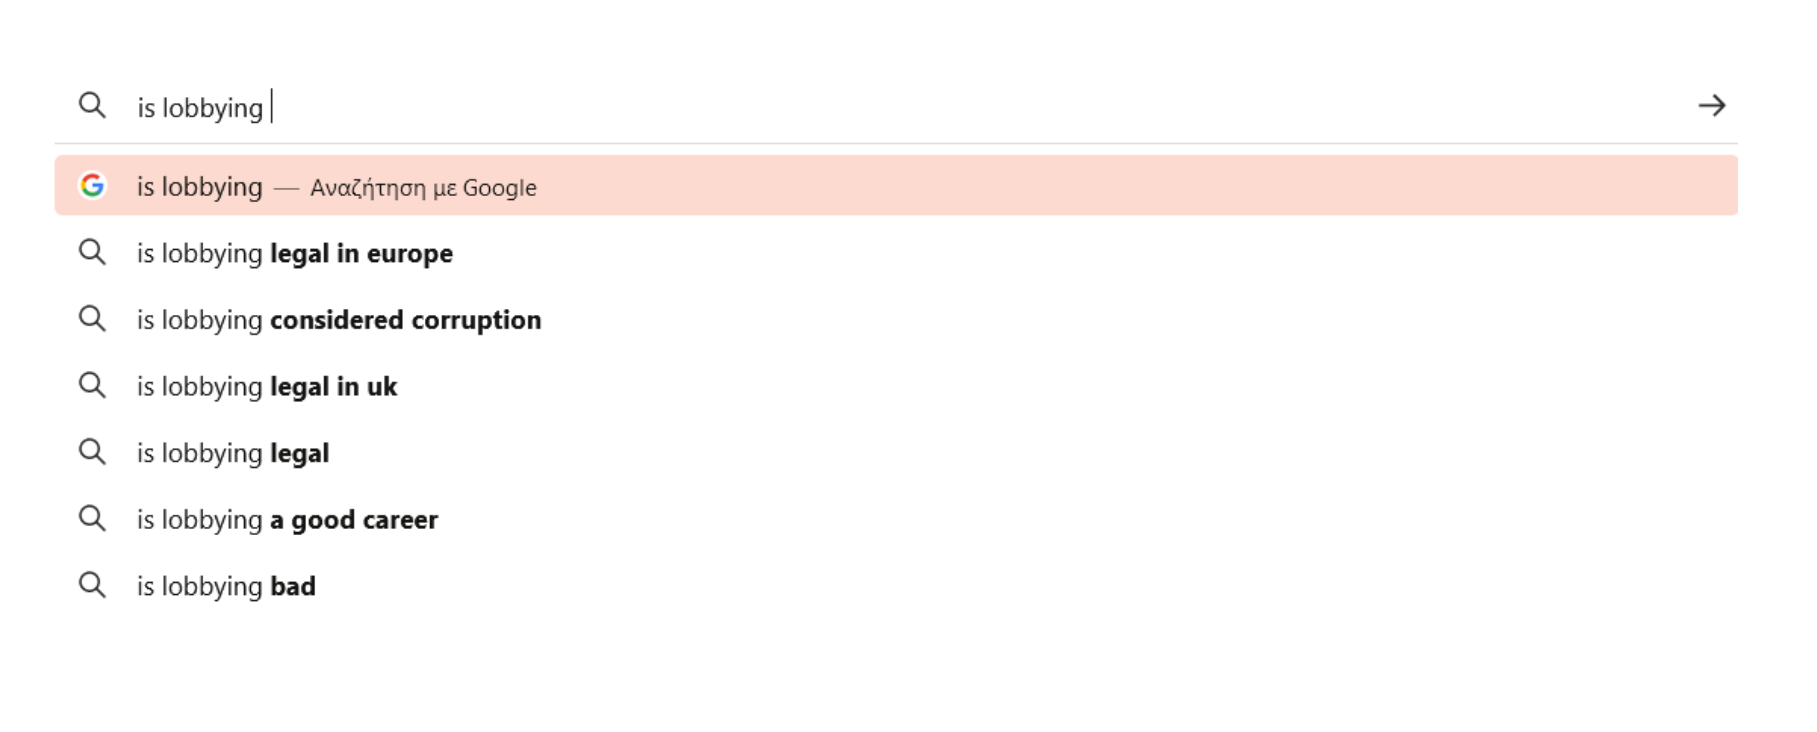 is lobbying
is lobbying — Αναζήτηση με Google
is lobbying legal in europe
is lobbying considered corruption
is lobbying legal in uk
is lobbying legal
is lobbying a good career
is lobbying bad